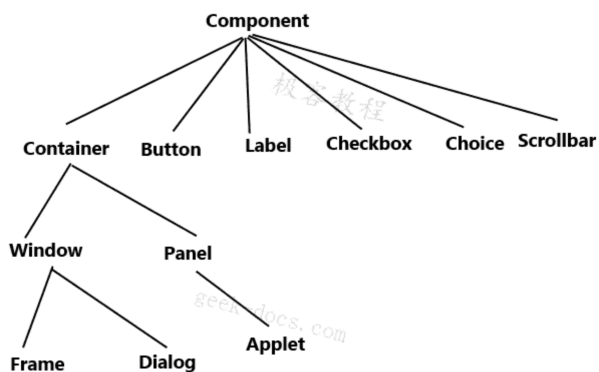 Component
极客教程
Container Button Label Checkbox Choice Scrollbar
Window Panel
geek-docs.com
Frame Dialog Applet